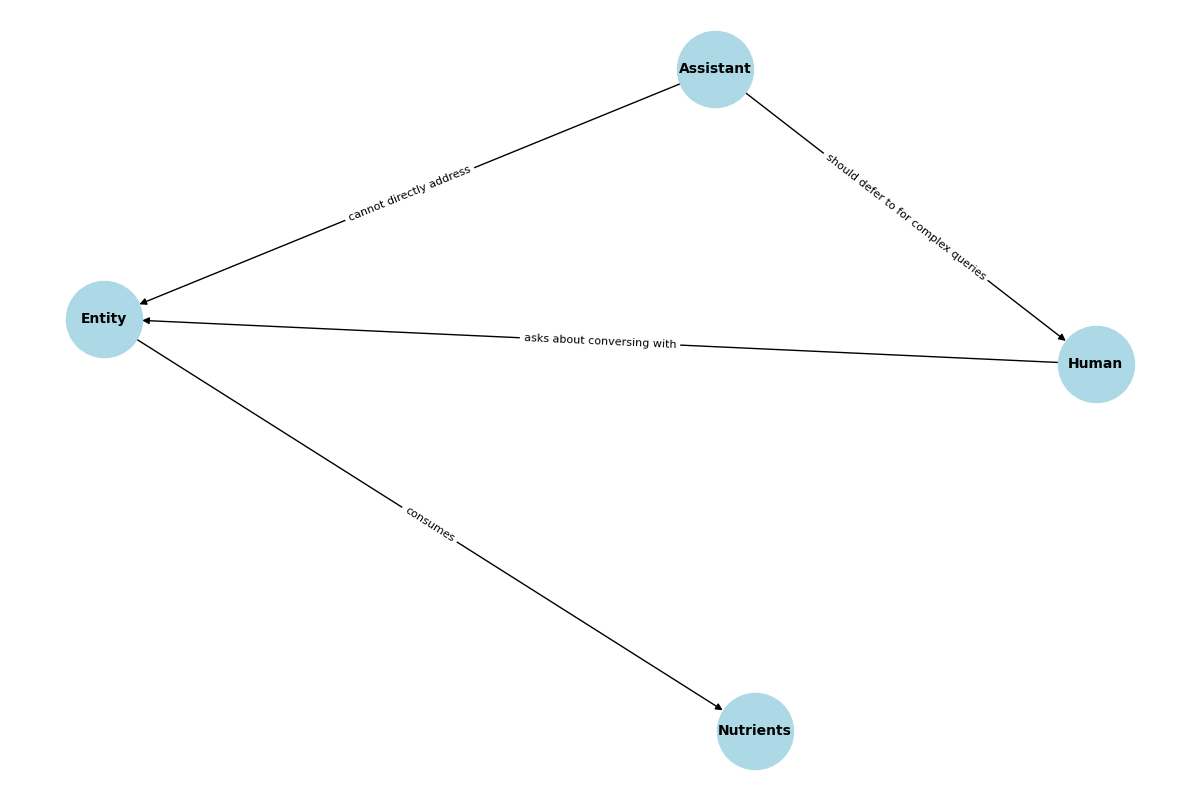 Assistant
cannot directly address
should defer to for complex queries
Entity
asks about conversing with
Human
consumes
Nutrients